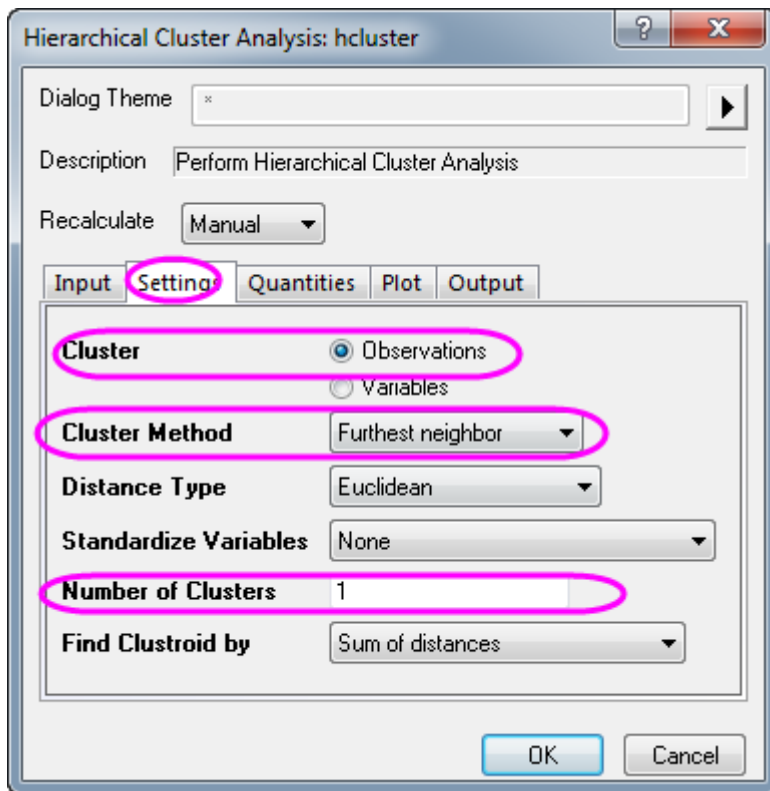 Hierarchical Cluster Analysis: hcluster
Dialog Theme *
Description Perform Hierarchical Cluster Analysis
Recalculate Manual
Input Settings Quantities Plot Output
Cluster Observations
Variables
Cluster Method Furthest neighbor
Distance Type Euclidean
Standardize Variables None
Number of Clusters 1
Find Clustroid by Sum of distances
OK Cancel